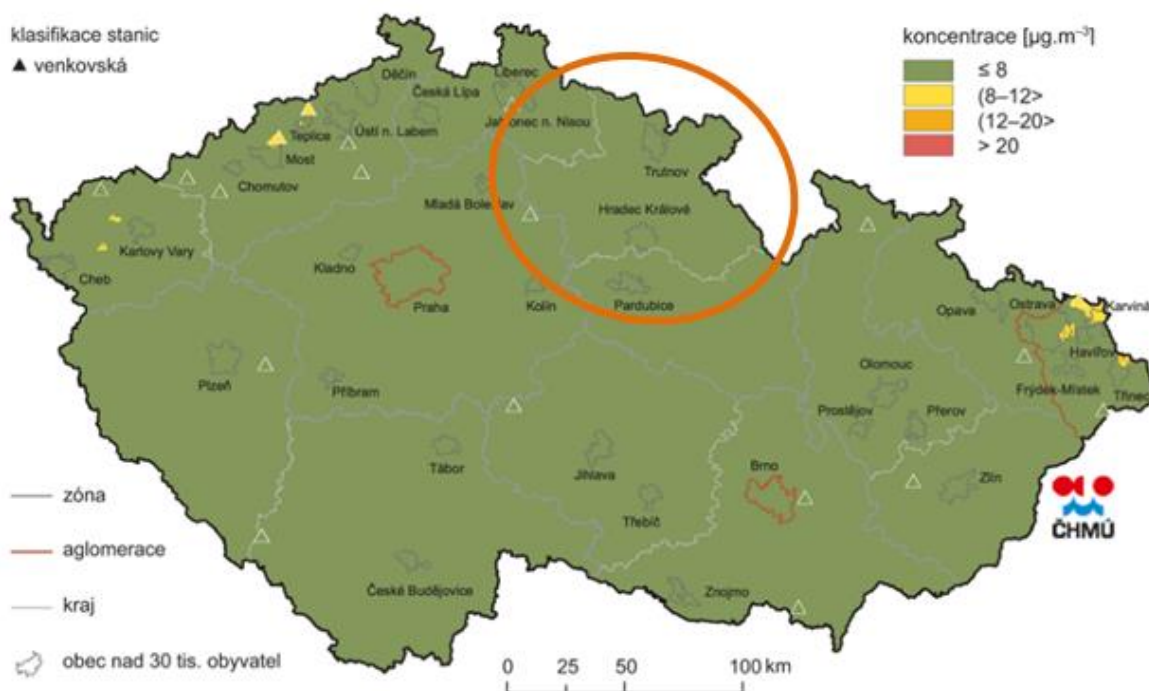 klasifikace stanic
▲ venkovská
koncentrace [µg.m⁻³]
≤ 8
(8–12>
(12–20>
> 20
Děčín
Liberec
Česká Lípa
Jablonec n. Nisou
Teplice
Ústí n. Labem
Most
Chomutov
Trutnov
Mladá Boleslav
Hradec Králové
Karlovy Vary
Cheb
Kladno
Praha
Kolín
Pardubice
Opava
Ostrava
Karviná
Havířov
Olomouc
Frýdek-Místek
Třinec
Plzeň
Příbram
Prostějov
Přerov
Tábor
Jihlava
Brno
Zlín
Třebíč
České Budějovice
Znojmo
ČHMÚ
zóna
aglomerace
kraj
obec nad 30 tis. obyvatel
0 25 50 100 km